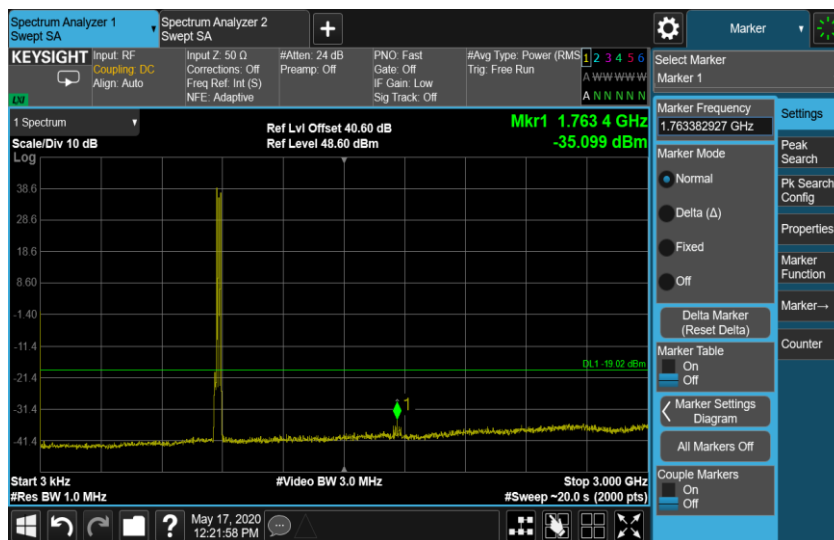 Spectrum Analyzer 1
Swept SA
Spectrum Analyzer 2
Swept SA
+
Marker
KEYSIGHT
LXI
Input: RF
Coupling: DC
Align: Auto
Input Z: 50 Ω
Corrections: Off
Freq Ref: Int (S)
NFE: Adaptive
#Atten: 24 dB
Preamp: Off
PNO: Fast
Gate: Off
IF Gain: Low
Sig Track: Off
#Avg Type: Power (RMS
Trig: Free Run
1 2 3 4 5 6
A W W W W W
A N N N N N
Select Marker
Marker 1
1 Spectrum
Scale/Div 10 dB
Log
Ref Lvl Offset 40.60 dB
Ref Level 48.60 dBm
Mkr1 1.763 4 GHz
-35.099 dBm
38.6
28.6
18.6
8.60
-1.40
-11.4
-21.4
-31.4
-41.4
DL1 -19.02 dBm
1
Start 3 kHz
#Res BW 1.0 MHz
#Video BW 3.0 MHz
Stop 3.000 GHz
#Sweep ~20.0 s (2000 pts)
Marker Frequency
1.763382927 GHz
Marker Mode
Normal
Delta (Δ)
Fixed
Off
Delta Marker
(Reset Delta)
Marker Table
On
Off
Marker Settings
Diagram
All Markers Off
Couple Markers
On
Off
Settings
Peak
Search
Pk Search
Config
Properties
Marker
Function
Marker→
Counter
?
May 17, 2020
12:21:58 PM